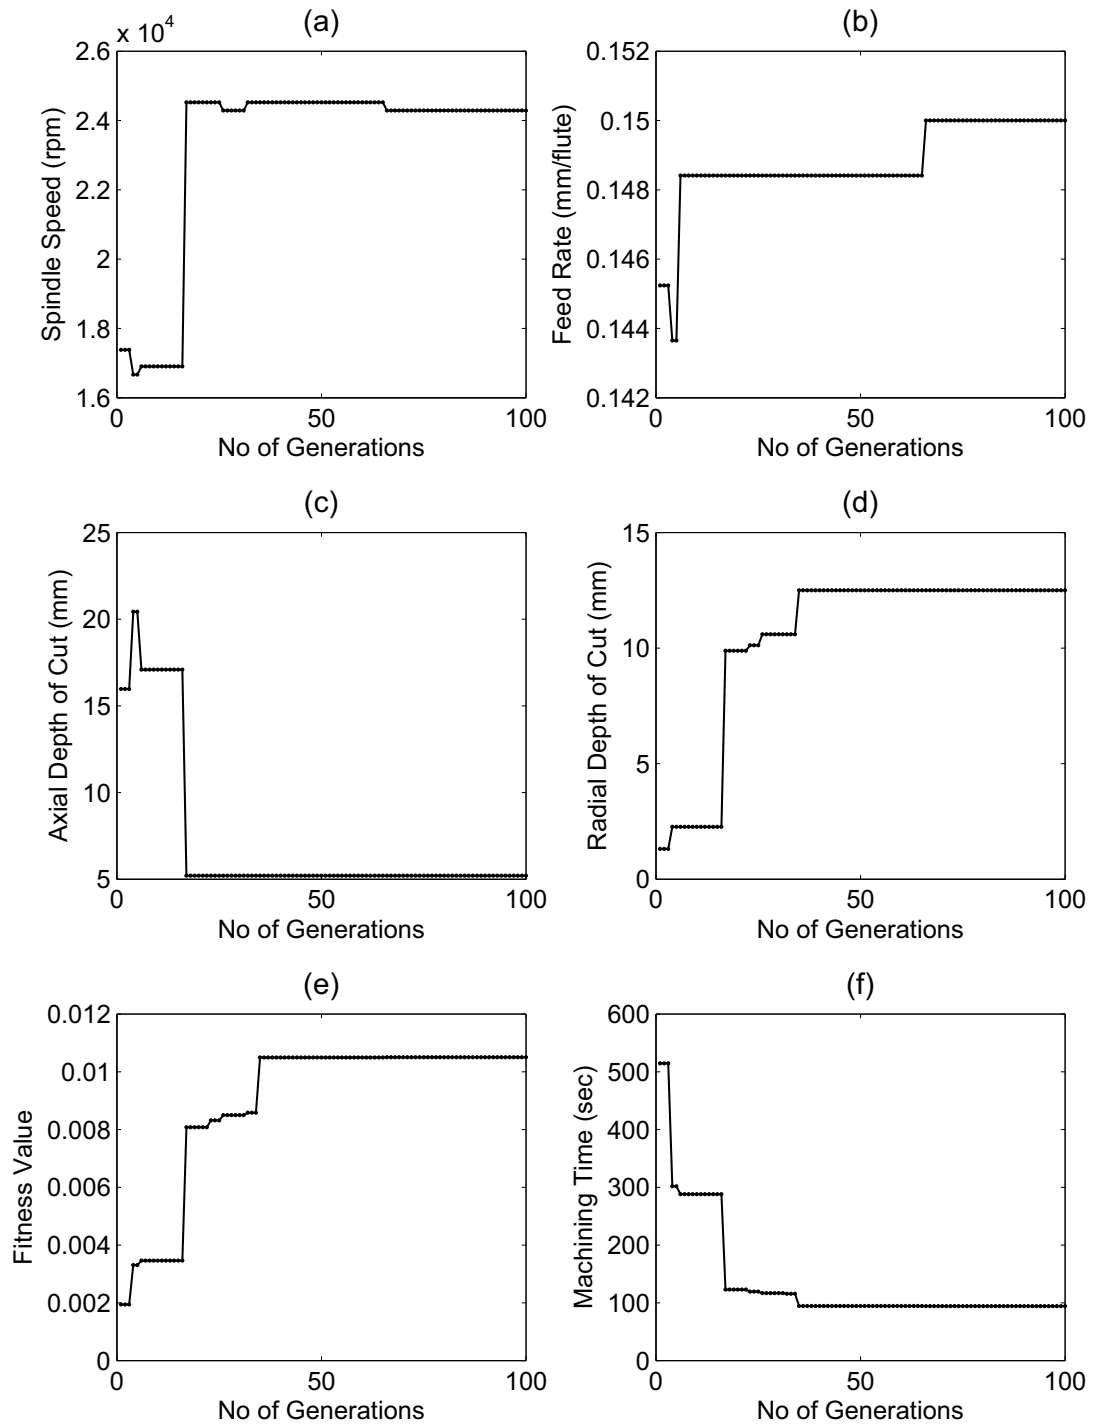 (a)
x 10^4
2.6
2.4
2.2
2
1.8
1.6
0
50
100
Spindle Speed (rpm)
No of Generations
(b)
0.152
0.15
0.148
0.146
0.144
0.142
0
50
100
Feed Rate (mm/flute)
No of Generations
(c)
25
20
15
10
5
0
50
100
Axial Depth of Cut (mm)
No of Generations
(d)
15
10
5
0
0
50
100
Radial Depth of Cut (mm)
No of Generations
(e)
0.012
0.01
0.008
0.006
0.004
0.002
0
0
50
100
Fitness Value
No of Generations
(f)
600
500
400
300
200
100
0
0
50
100
Machining Time (sec)
No of Generations